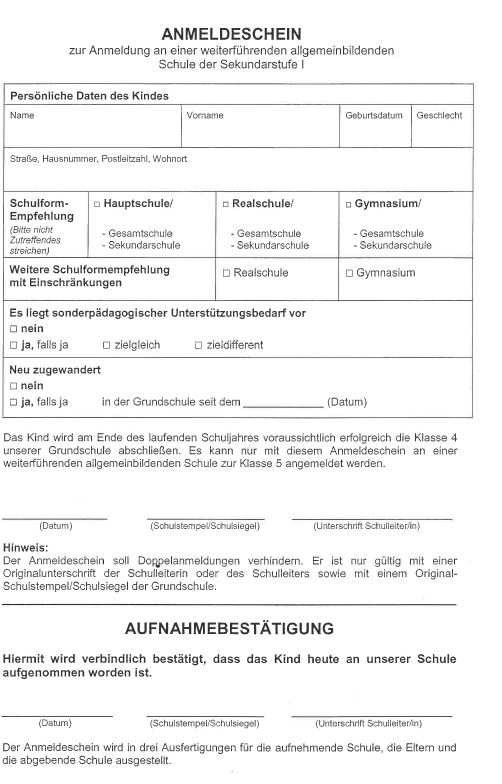 ANMELDESCHEIN
zur Anmeldung an einer weiterführenden allgemeinbildenden
Schule der Sekundarstufe I
Persönliche Daten des Kindes
Name Vorname Geburtsdatum Geschlecht
Straße, Hausnummer, Postleitzahl, Wohnort
Schulform-
Empfehlung
(Bitte nicht
Zutreffendes
streichen)
□ Hauptschule/
- Gesamtschule
- Sekundarschule
□ Realschule/
- Gesamtschule
- Sekundarschule
□ Gymnasium/
- Gesamtschule
- Sekundarschule
Weitere Schulformempfehlung
mit Einschränkungen
□ Realschule □ Gymnasium
Es liegt sonderpädagogischer Unterstützungsbedarf vor
□ nein
□ ja, falls ja □ zielgleich □ zieldifferent
Neu zugewandert
□ nein
□ ja, falls ja in der Grundschule seit dem ____________ (Datum)
Das Kind wird am Ende des laufenden Schuljahres voraussichtlich erfolgreich die Klasse 4
unserer Grundschule abschließen. Es kann nur mit diesem Anmeldeschein an einer
weiterführenden allgemeinbildenden Schule zur Klasse 5 angemeldet werden.
(Datum) (Schulstempel/Schulsiegel) (Unterschrift Schulleiter/in)
Hinweis:
Der Anmeldeschein soll Doppelanmeldungen verhindern. Er ist nur gültig mit einer
Originalunterschrift der Schulleiterin oder des Schulleiters sowie mit einem Original-
Schulstempel/Schulsiegel der Grundschule.
AUFNAHMEBESTÄTIGUNG
Hiermit wird verbindlich bestätigt, dass das Kind heute an unserer Schule
aufgenommen worden ist.
(Datum) (Schulstempel/Schulsiegel) (Unterschrift Schulleiter/in)
Der Anmeldeschein wird in drei Ausfertigungen für die aufnehmende Schule, die Eltern und
die abgebende Schule ausgestellt.